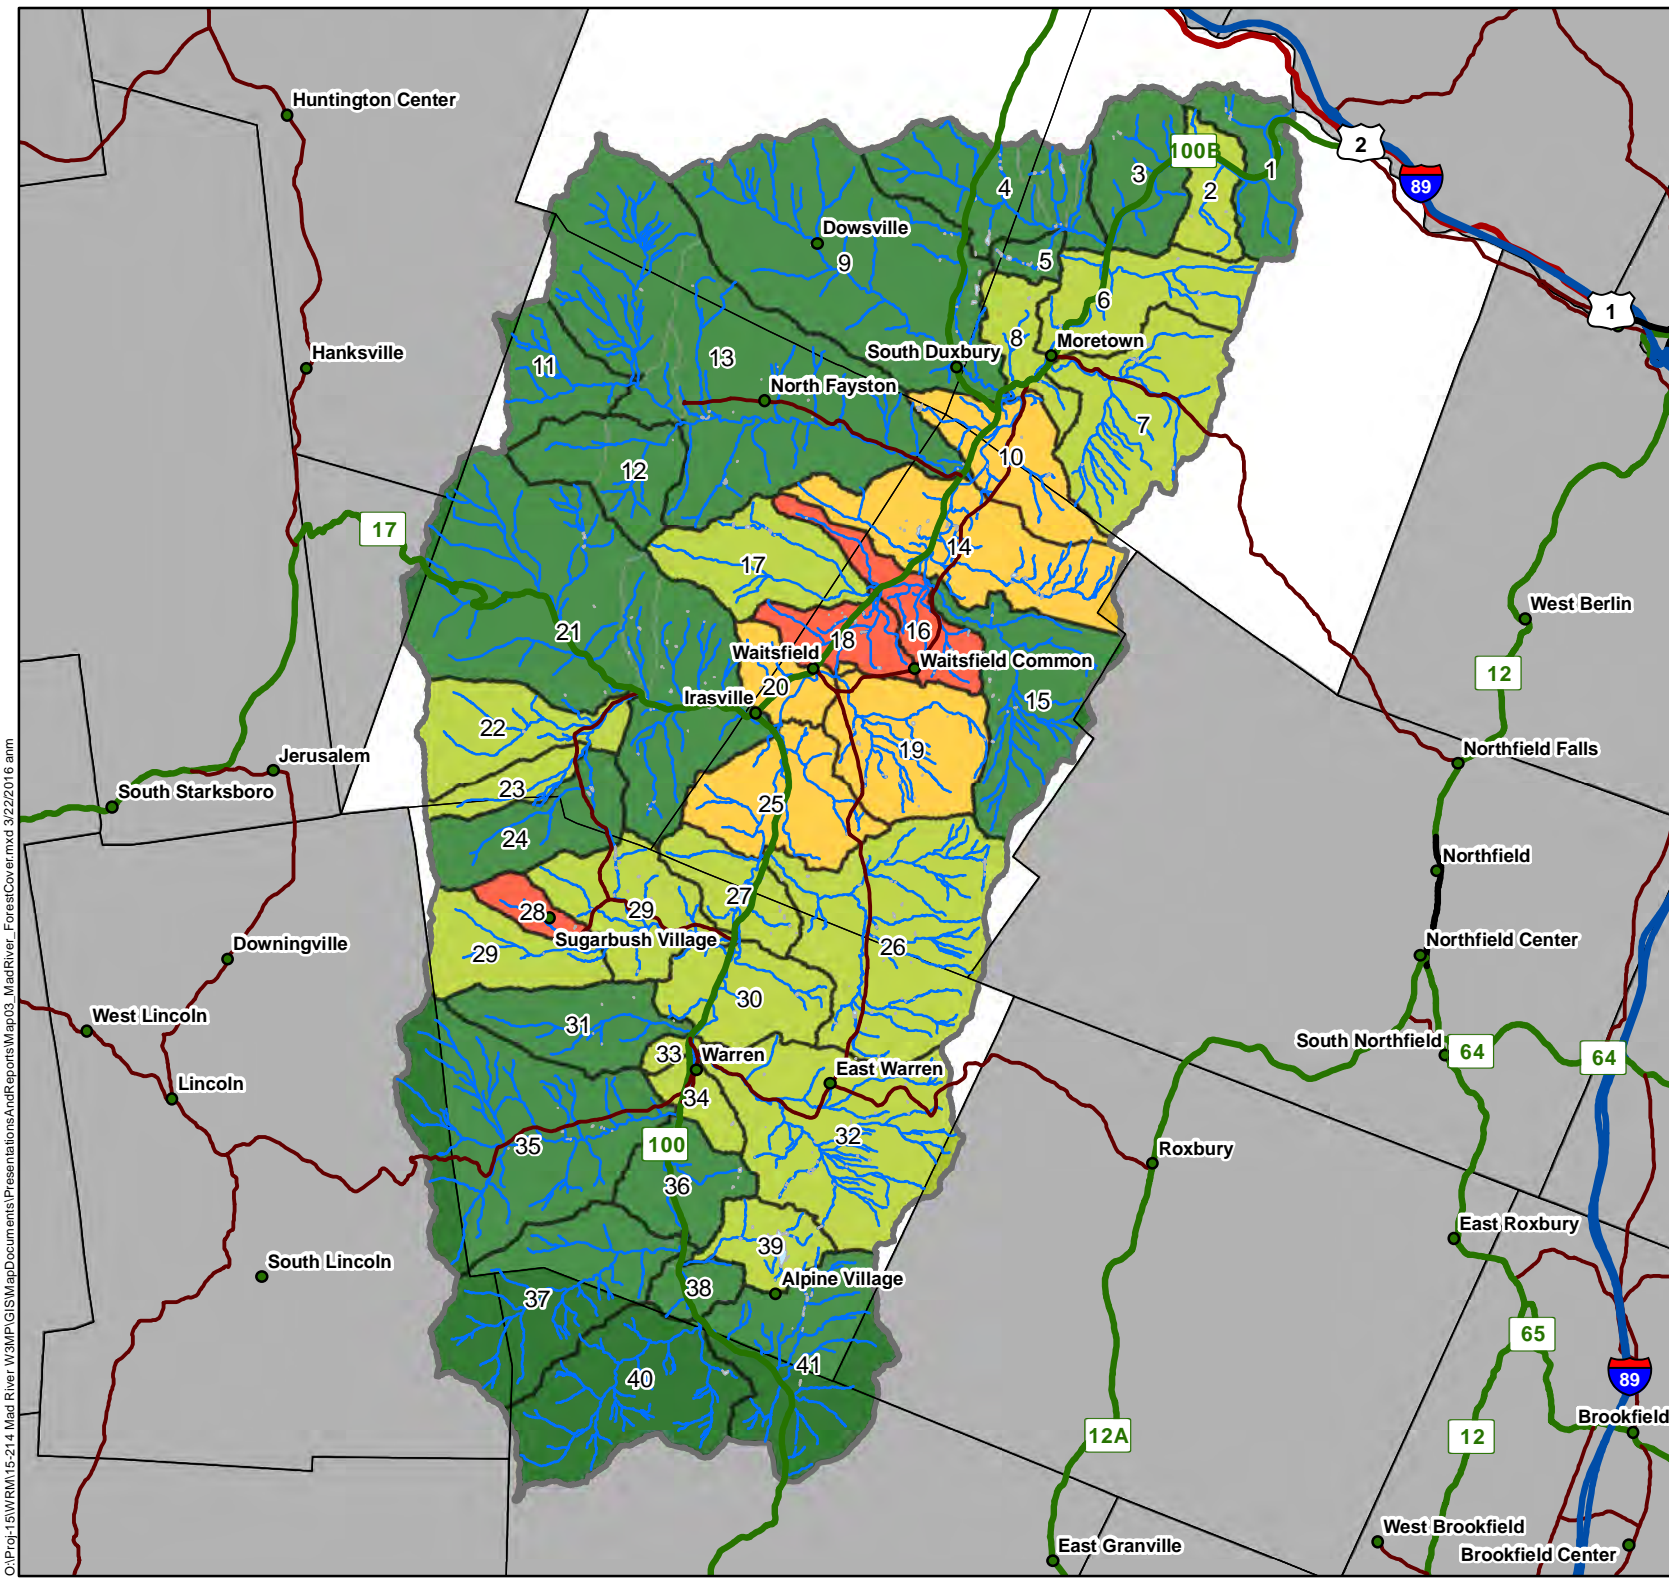 Huntington Center
100B
2
1
3
2
1
4
89
Dowsville
9
5
6
1
Hanksville
South Duxbury
8
Moretown
11
13
North Fayston
7
10
12
17
14
17
West Berlin
21
18
16
Waitsfield
Waitsfield Common
12
Irasville
20
15
22
19
Northfield Falls
Jerusalem
23
South Starksboro
25
24
Northfield
27
28
29
Sugarbush Village
Northfield Center
Downingville
26
29
30
West Lincoln
31
South Northfield
64
64
33
Warren
East Warren
Lincoln
34
35
100
32
Roxbury
36
East Roxbury
39
South Lincoln
Alpine Village
38
37
65
41
40
89
Brookfield
12A
12
West Brookfield
East Granville
Brookfield Center
O:\Proj-15\WRM\15-214 Mad River W3MP\GIS\MapDocuments\PresentationsAndReports\Map03_MadRiver_ForestCover.mxd 3/22/2016 anm